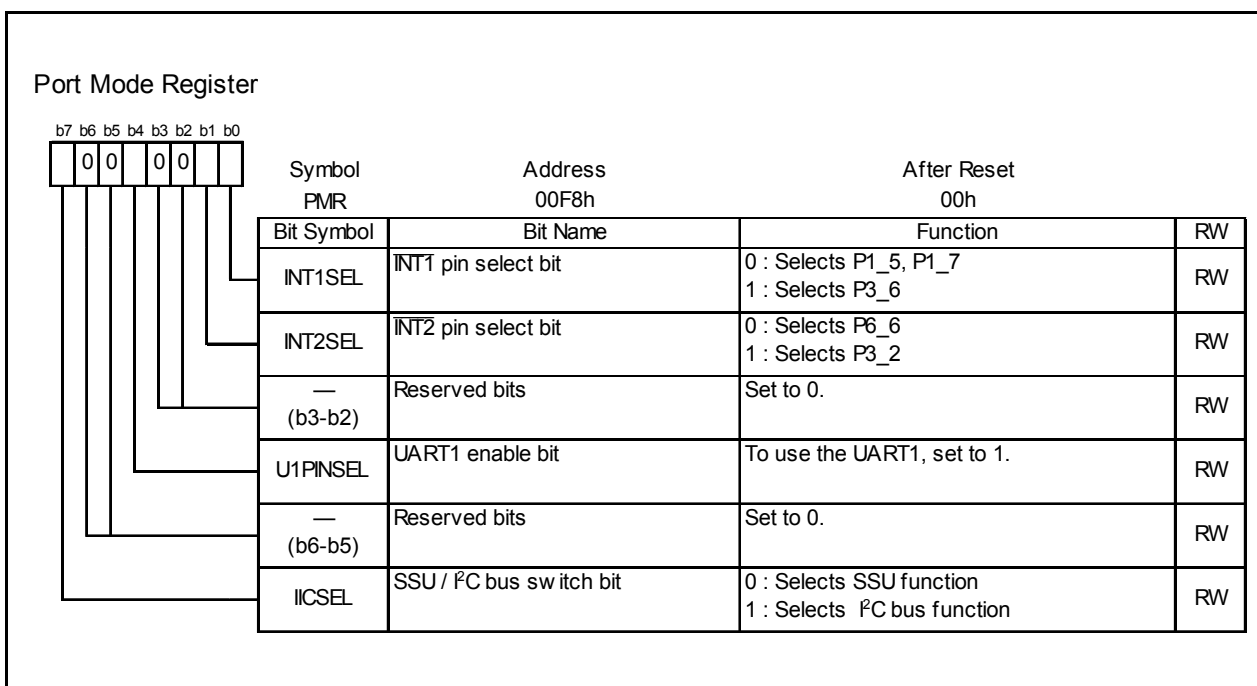 Port Mode Register
b7 b6 b5 b4 b3 b2 b1 b0
0 0 0 0
Symbol Address After Reset
PMR 00F8h 00h
Bit Symbol Bit Name Function RW
INT1SEL INT1 pin select bit 0 : Selects P1_5, P1_7 RW
1 : Selects P3_6
INT2SEL INT2 pin select bit 0 : Selects P6_6 RW
1 : Selects P3_2
— Reserved bits Set to 0. RW
(b3-b2)
U1PINSEL UART1 enable bit To use the UART1, set to 1. RW
— Reserved bits Set to 0. RW
(b6-b5)
IICSEL SSU / I²C bus switch bit 0 : Selects SSU function RW
1 : Selects I²C bus function